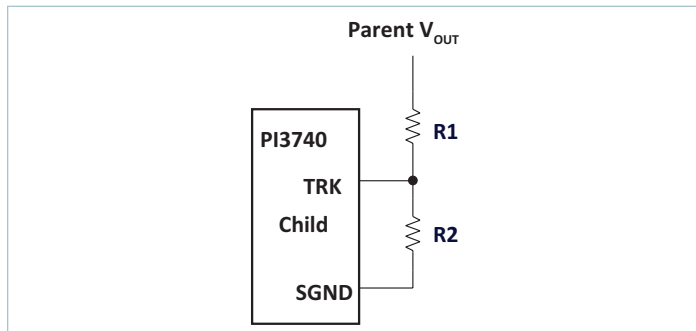 Parent VOUT
PI3740
R1
TRK
Child
R2
SGND